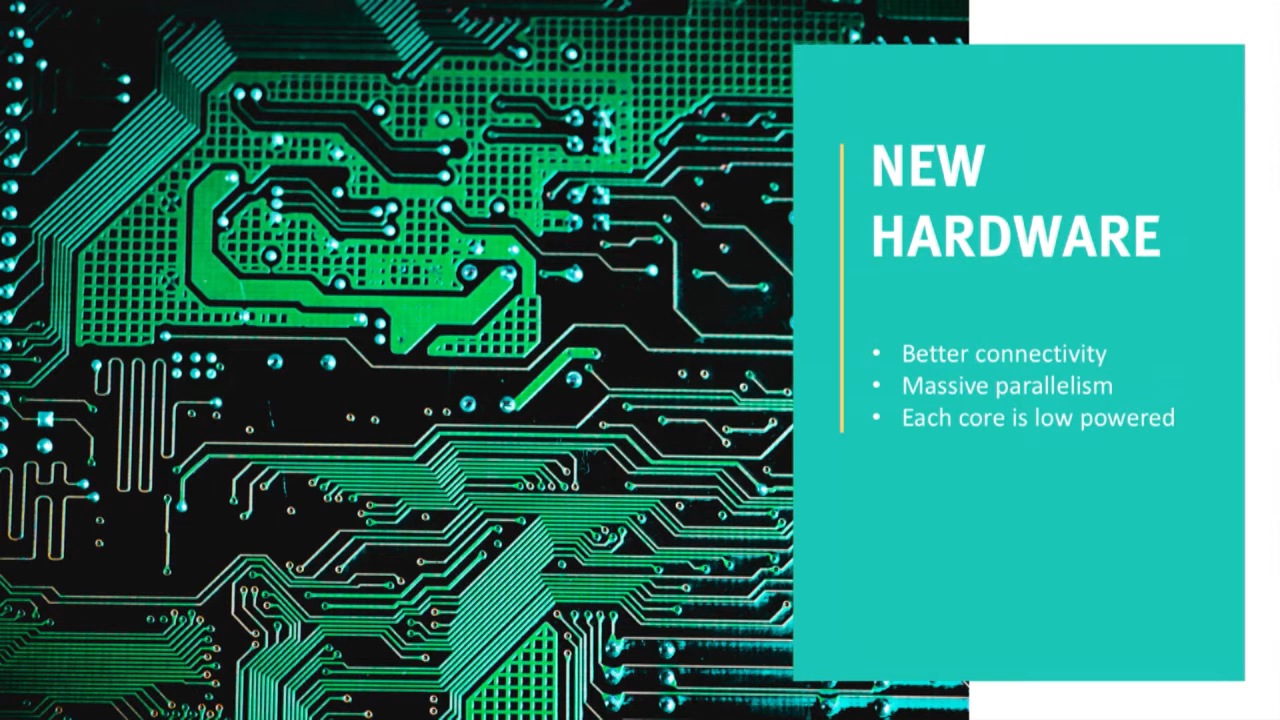 NEW
HARDWARE
• Better connectivity
• Massive parallelism
• Each core is low powered